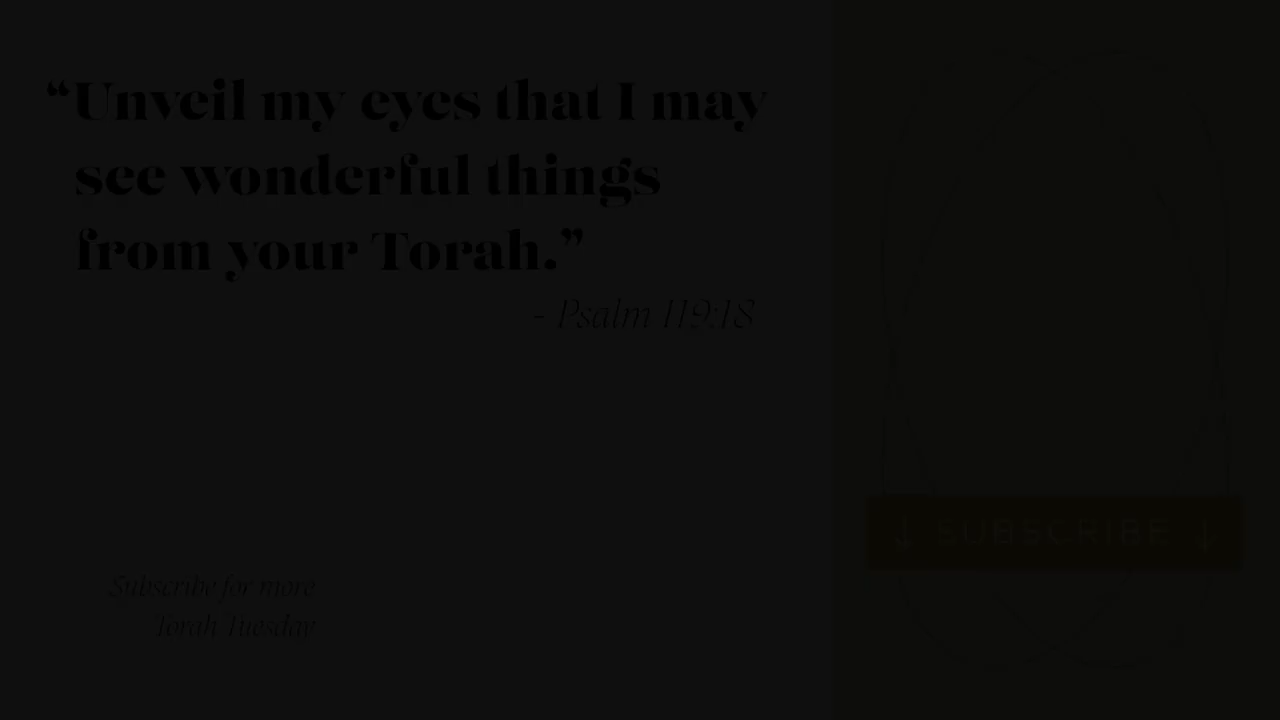 “Unveil my eyes that I may
see wonderful things
from your Torah.”
- Psalm 119:18
↓ SUBSCRIBE ↓
Subscribe for more
Torah Tuesday